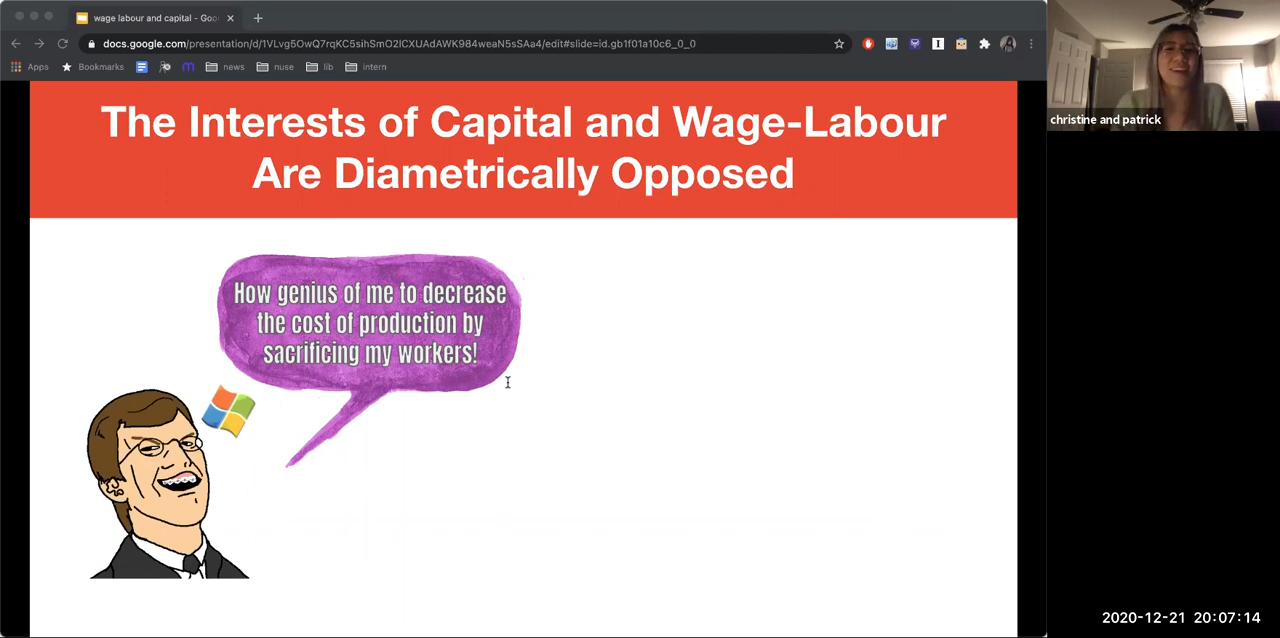 wage labour and capital - Goo
docs.google.com/presentation/d/1VLvg5OwQ7rqKC5sihSmO2lCXUAdAWK984weaN5sSAa4/edit#slide=id.gb1f01a10c6_0_0
Apps
Bookmarks
news
nuse
lib
intern
christine and patrick
The Interests of Capital and Wage-Labour
Are Diametrically Opposed
How genius of me to decrease
the cost of production by
sacrificing my workers!
2020-12-21 20:07:14